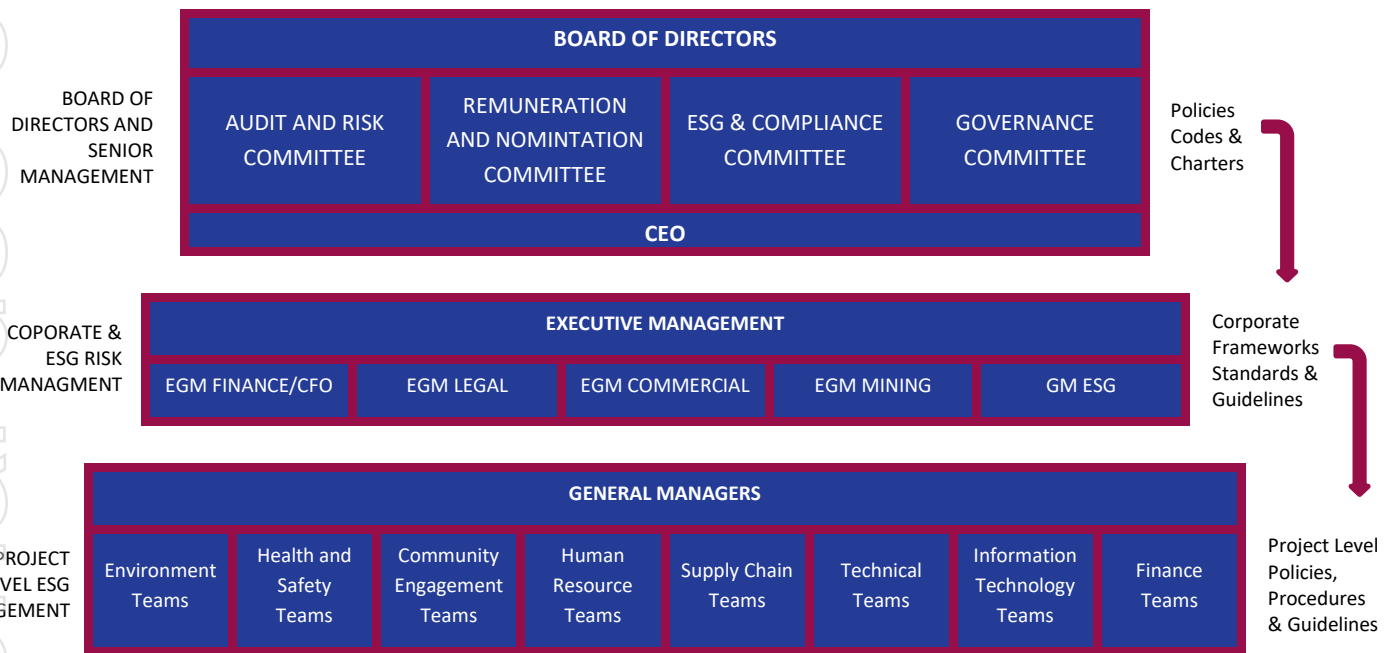 BOARD OF DIRECTORS
BOARD OF
DIRECTORS AND
SENIOR
MANAGEMENT
AUDIT AND RISK
COMMITTEE
REMUNERATION
AND NOMINTATION
COMMITTEE
ESG & COMPLIANCE
COMMITTEE
GOVERNANCE
COMMITTEE
Policies
Codes &
Charters
CEO
COPORATE &
ESG RISK
MANAGMENT
EXECUTIVE MANAGEMENT
EGM FINANCE/CFO
EGM LEGAL
EGM COMMERCIAL
EGM MINING
GM ESG
Corporate
Frameworks
Standards &
Guidelines
GENERAL MANAGERS
PROJECT
VEL ESG
GEMENT
Environment
Teams
Health and
Safety
Teams
Community
Engagement
Teams
Human
Resource
Teams
Supply Chain
Teams
Technical
Teams
Information
Technology
Teams
Finance
Teams
Project Level
Policies,
Procedures
& Guidelines